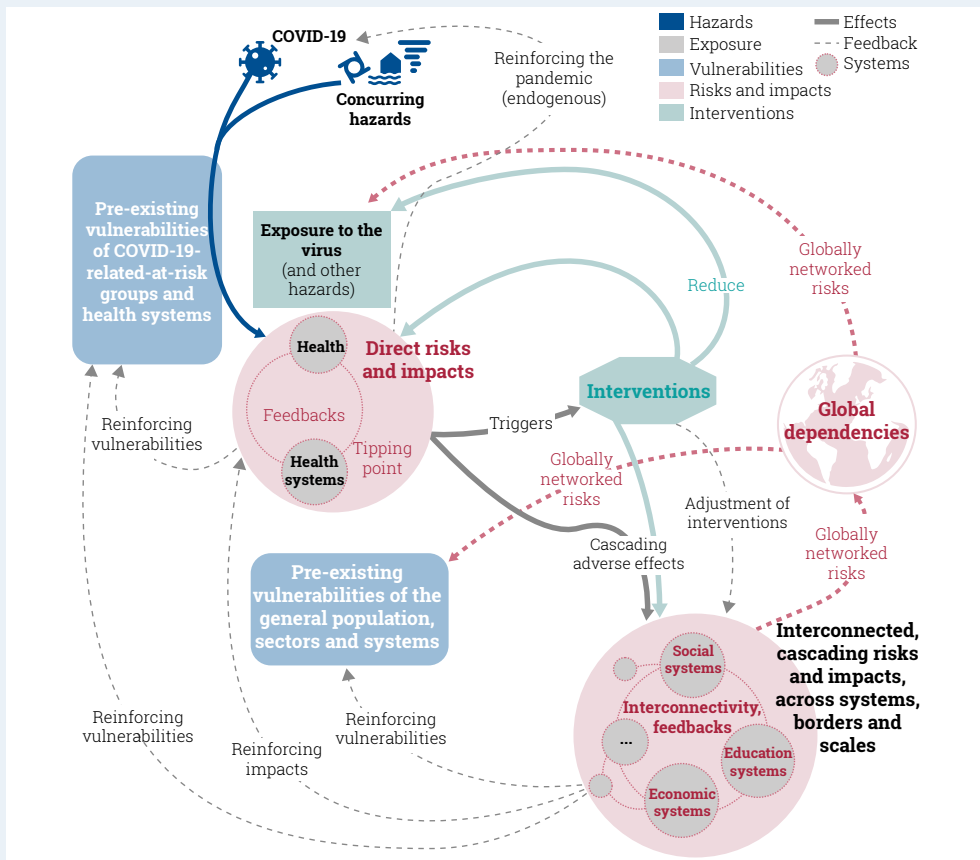 COVID-19
Concurring
hazards
Reinforcing the
pandemic
(endogenous)
Hazards
Exposure
Vulnerabilities
Risks and impacts
Interventions
Effects
Feedback
Systems
Pre-existing
vulnerabilities
of COVID-19-
related-at-risk
groups and
health systems
Exposure to the
virus
(and other
hazards)
Globally
networked
risks
Reduce
Health
Direct risks
and impacts
Feedbacks
Tipping
point
Health
systems
Interventions
Triggers
Global
dependencies
Reinforcing
vulnerabilities
Globally
networked
risks
Adjustment of
interventions
Globally
networked
risks
Cascading
adverse effects
Pre-existing
vulnerabilities of the
general population,
sectors and systems
Interconnected,
cascading risks
and impacts,
across systems,
borders and
scales
Social
systems
Interconnectivity,
feedbacks
...
Education
systems
Economic
systems
Reinforcing
vulnerabilities
Reinforcing
impacts
Reinforcing
vulnerabilities